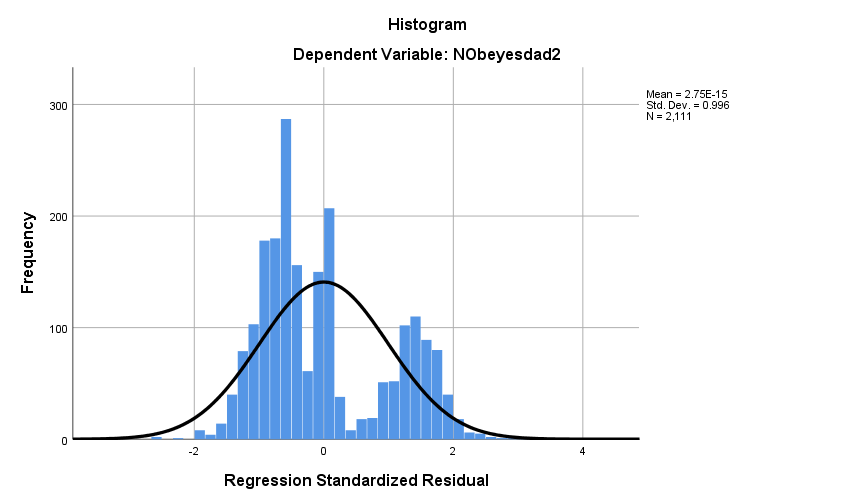 Histogram
Dependent Variable: NObeyesdad2
Mean = 2.75E-15
Std. Dev. = 0.996
N = 2,111
Frequency
300
200
100
0
-2 0 2 4
Regression Standardized Residual